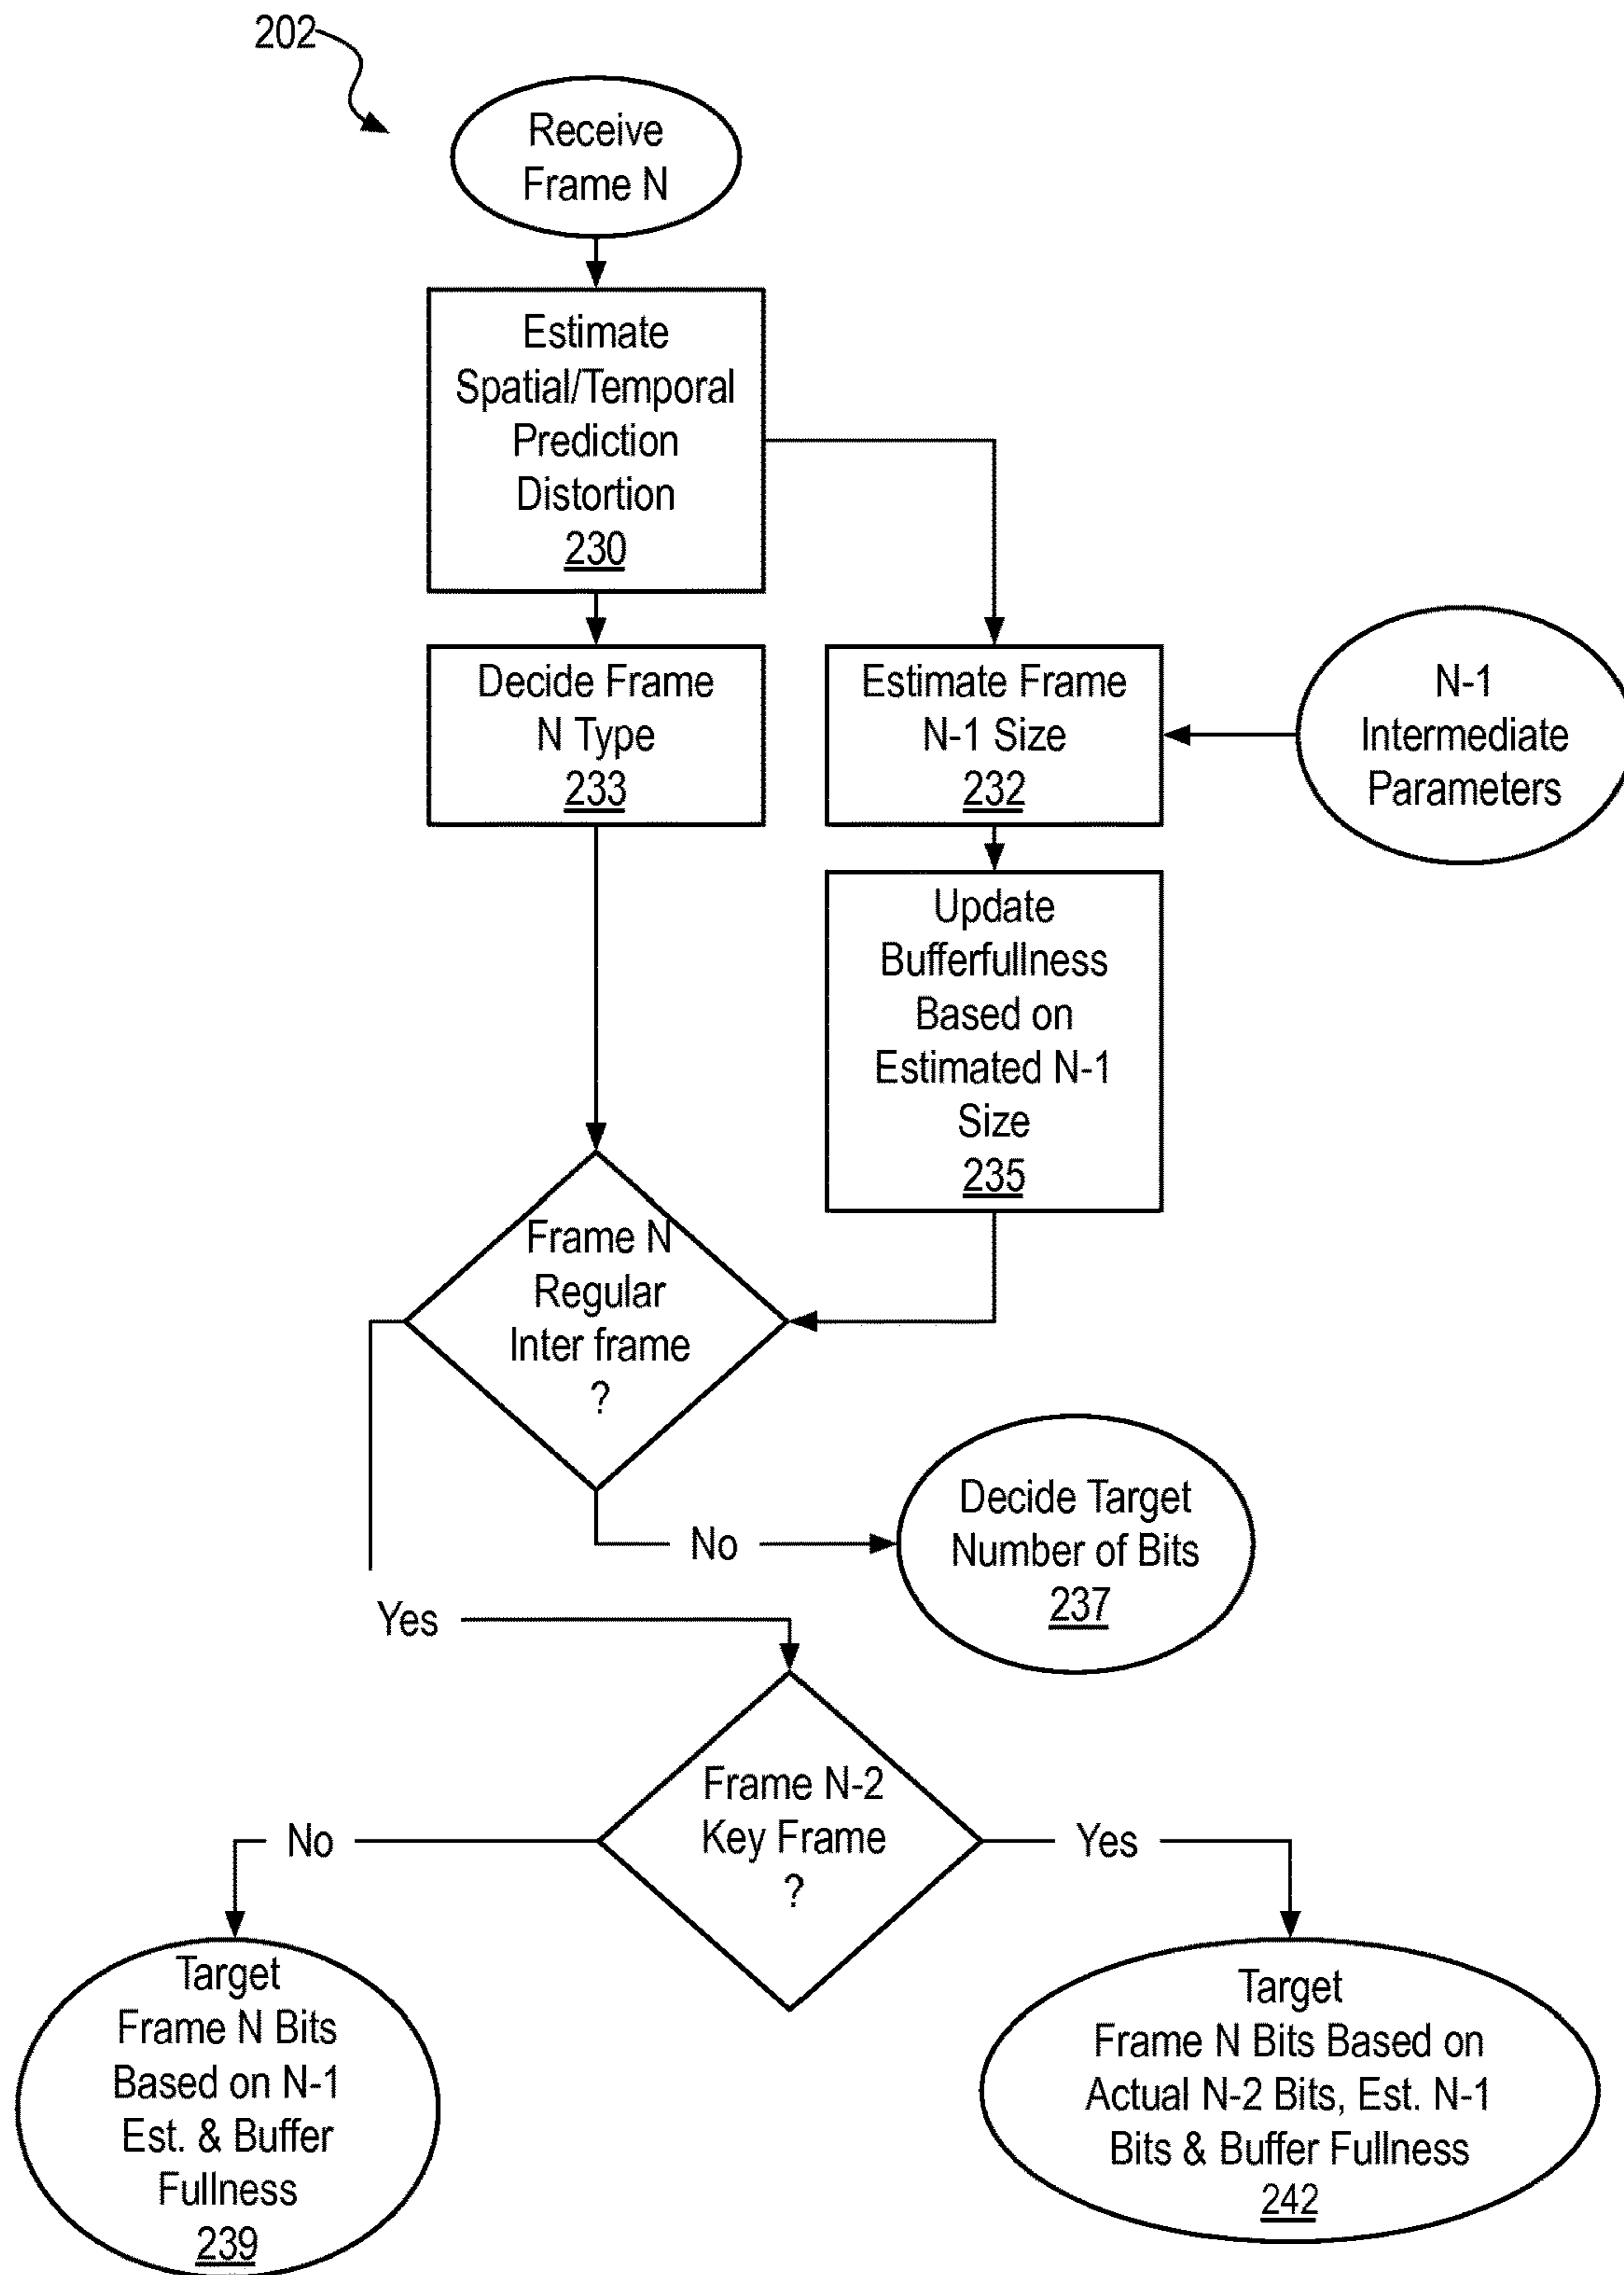 202
Receive
Frame N
Estimate
Spatial/Temporal
Prediction
Distortion
230
Decide Frame
N Type
233
Estimate Frame
N-1 Size
232
N-1
Intermediate
Parameters
Update
Bufferfullness
Based on
Estimated N-1
Size
235
Frame N
Regular
Inter frame
?
No
Decide Target
Number of Bits
237
Yes
Frame N-2
Key Frame
?
No
Yes
Target
Frame N Bits
Based on N-1
Est. & Buffer
Fullness
239
Target
Frame N Bits Based on
Actual N-2 Bits, Est. N-1
Bits & Buffer Fullness
242